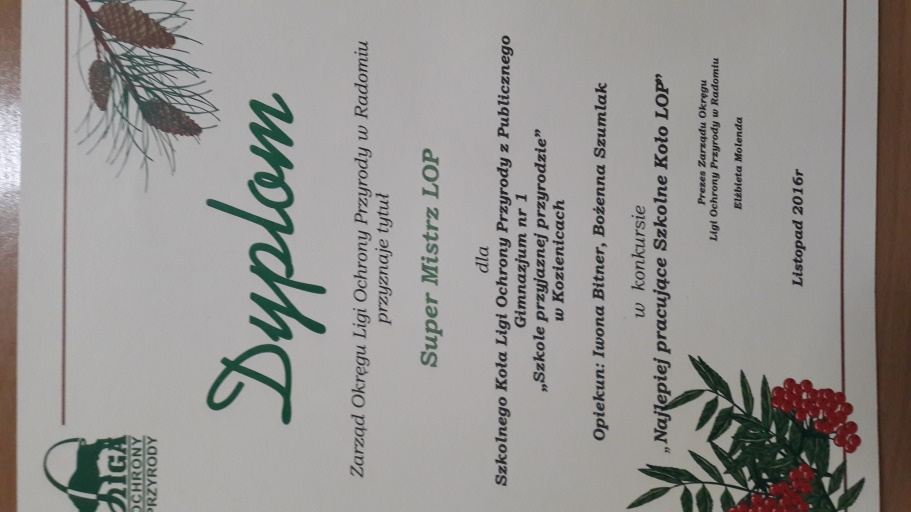 LIGA
OCHRONY
PRZYRODY
Dyplom
Zarząd Okręgu Ligi Ochrony Przyrody w Radomiu
przyznaje tytuł
Super Mistrz LOP
dla
Szkolnego Koła Ligi Ochrony Przyrody z Publicznego
Gimnazjum nr 1
„Szkole przyjaznej przyrodzie”
w Kozienicach
Opiekun: Iwona Bitner, Bożenna Szumlak
w konkursie
„Najlepiej pracujące Szkolne Koło LOP”
Prezes Zarządu Okręgu
Ligi Ochrony Przyrody w Radomiu
Elżbieta Molenda
Listopad 2016r